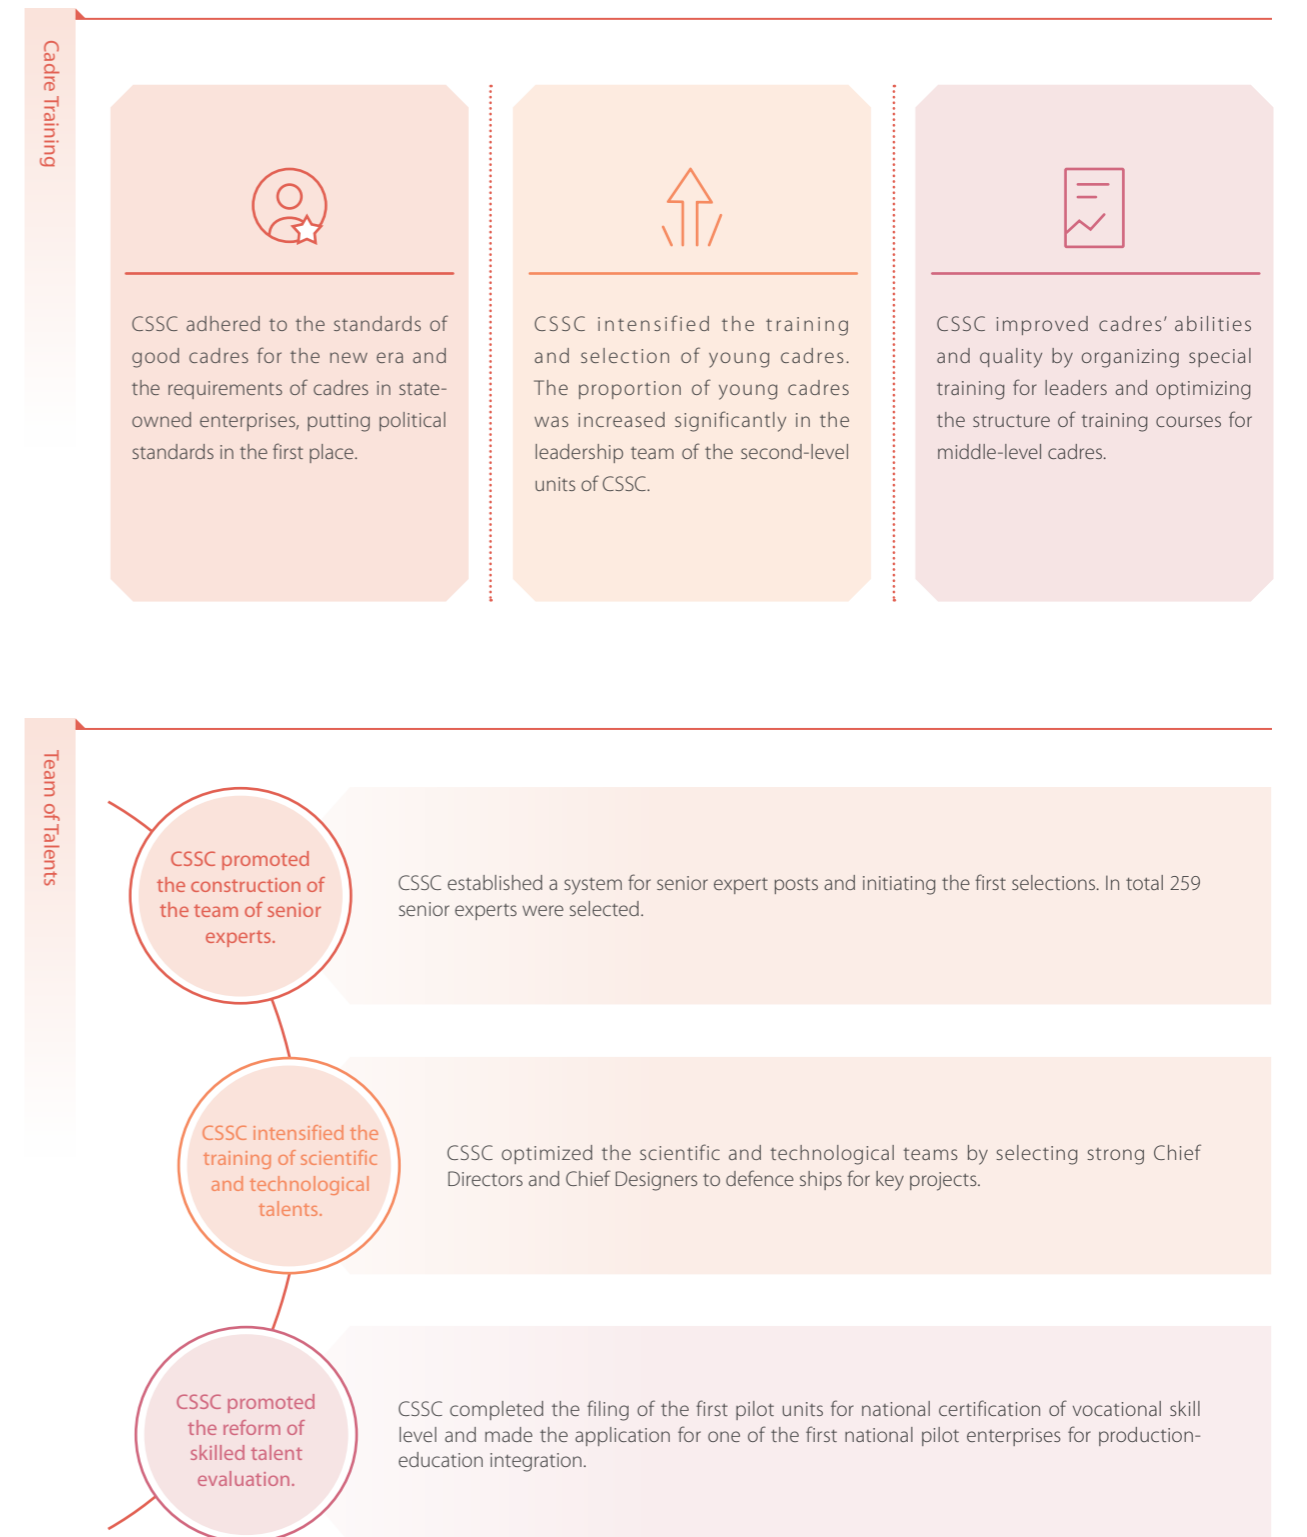 Cadre Training
CSSC adhered to the standards of
good cadres for the new era and
the requirements of cadres in state-
owned enterprises, putting political
standards in the first place.
CSSC intensified the training
and selection of young cadres.
The proportion of young cadres
was increased significantly in the
leadership team of the second-level
units of CSSC.
CSSC improved cadres’ abilities
and quality by organizing special
training for leaders and optimizing
the structure of training courses for
middle-level cadres.
Team of Talents
CSSC promoted
the construction of
the team of senior
experts.
CSSC established a system for senior expert posts and initiating the first selections. In total 259
senior experts were selected.
CSSC intensified the
training of scientific
and technological
talents.
CSSC optimized the scientific and technological teams by selecting strong Chief
Directors and Chief Designers to defence ships for key projects.
CSSC promoted
the reform of
skilled talent
evaluation.
CSSC completed the filing of the first pilot units for national certification of vocational skill
level and made the application for one of the first national pilot enterprises for production-
education integration.